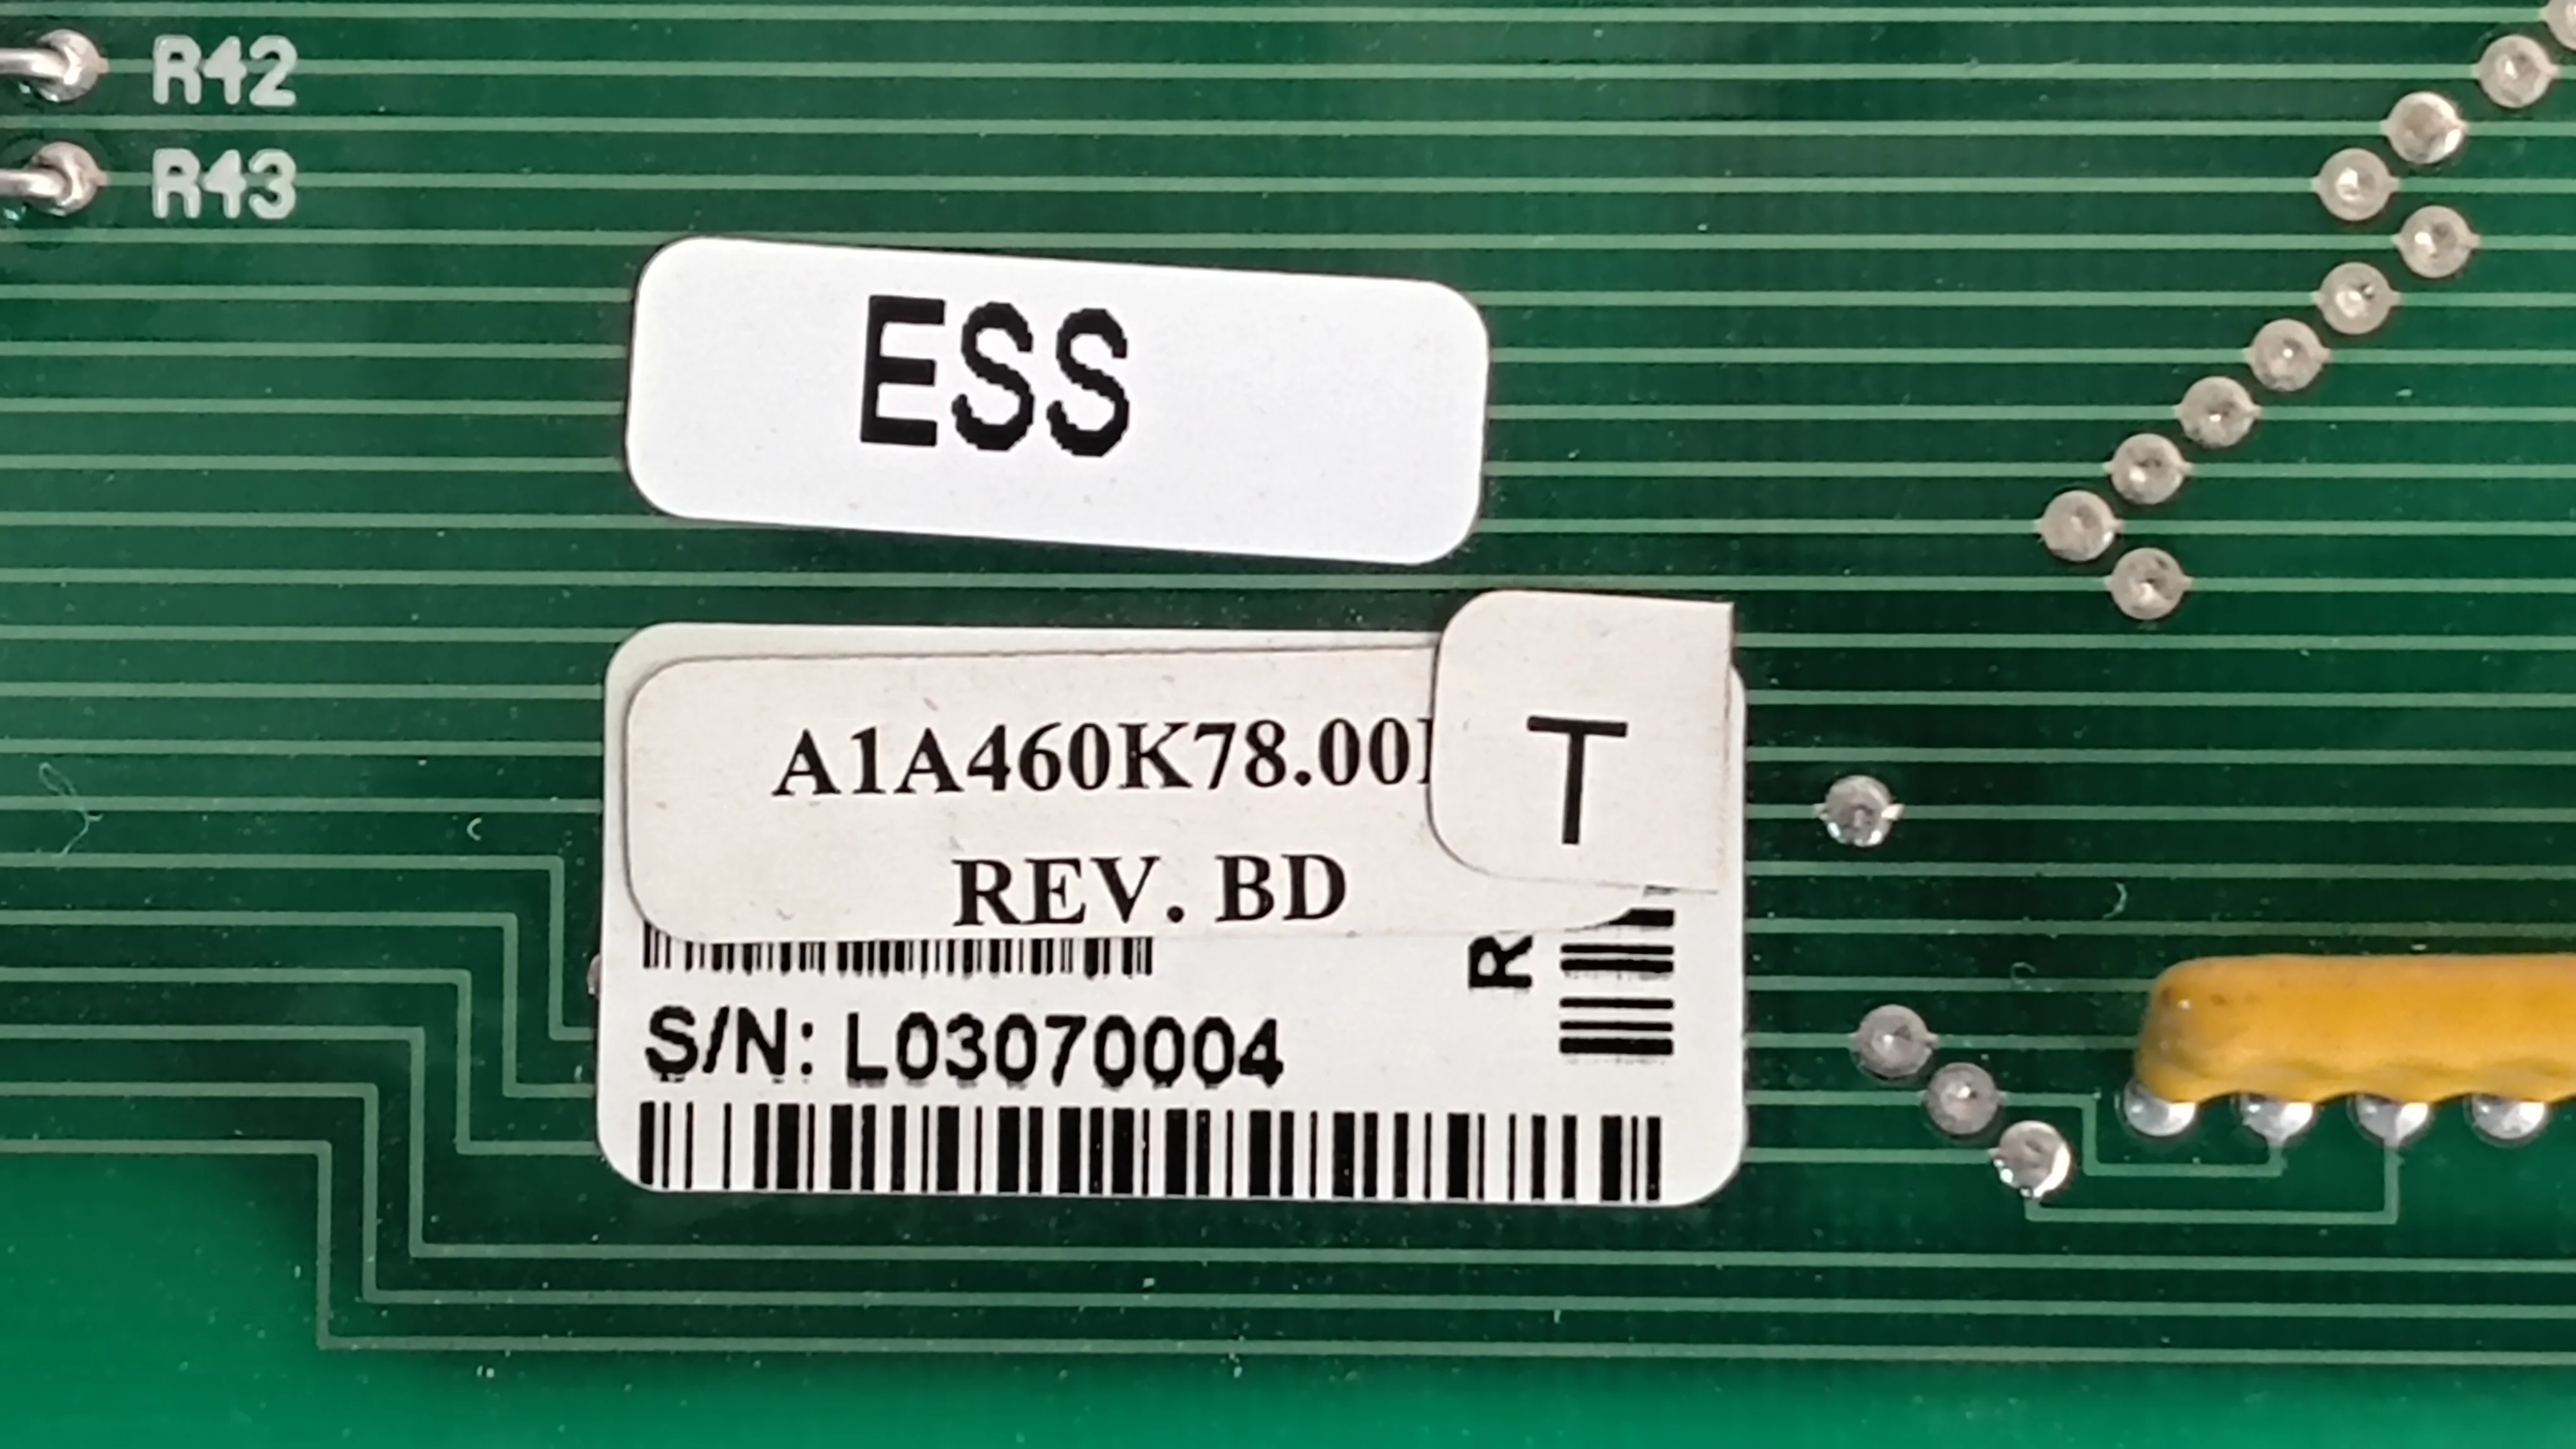 R42
R43
ESS
A1A460K78.00
T
REV. BD
R
S/N: L03070004